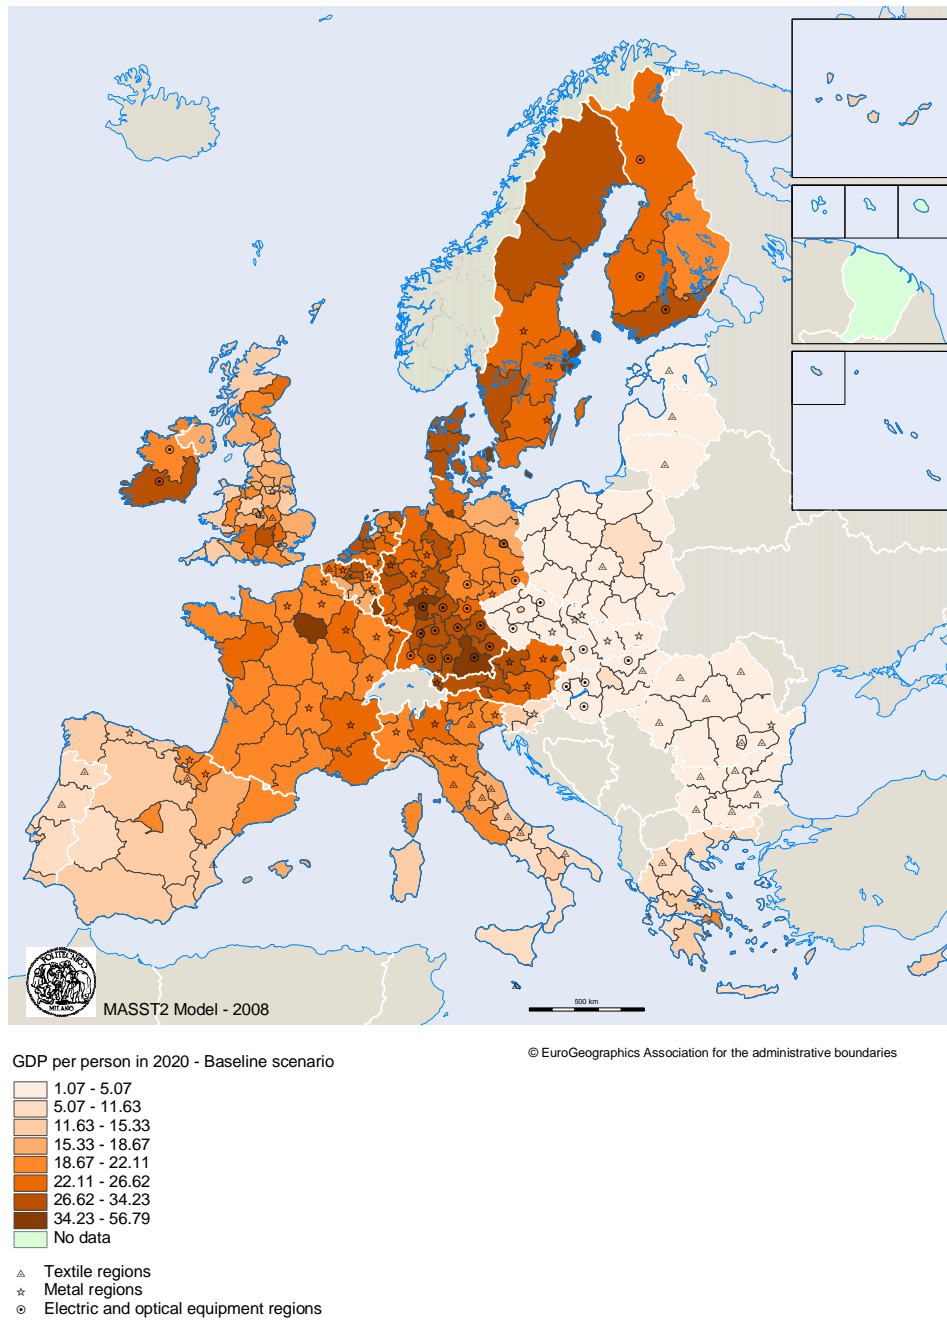 POLITECNICO
MILANO
MASST2 Model - 2008
500 km
© EuroGeographics Association for the administrative boundaries
GDP per person in 2020 - Baseline scenario
1.07 - 5.07
5.07 - 11.63
11.63 - 15.33
15.33 - 18.67
18.67 - 22.11
22.11 - 26.62
26.62 - 34.23
34.23 - 56.79
No data
Textile regions
Metal regions
Electric and optical equipment regions